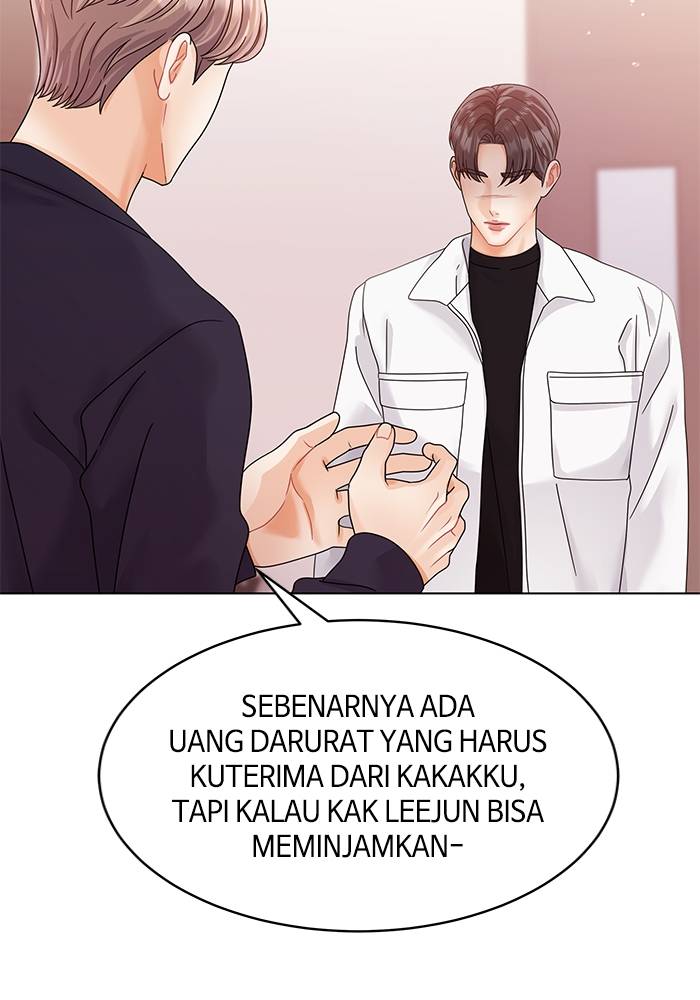 SEBENARNYA ADA
UANG DARURAT YANG HARUS
KUTERIMA DARI KAKAKKU,
TAPI KALAU KAK LEEJUN BISA
MEMINJAMKAN-